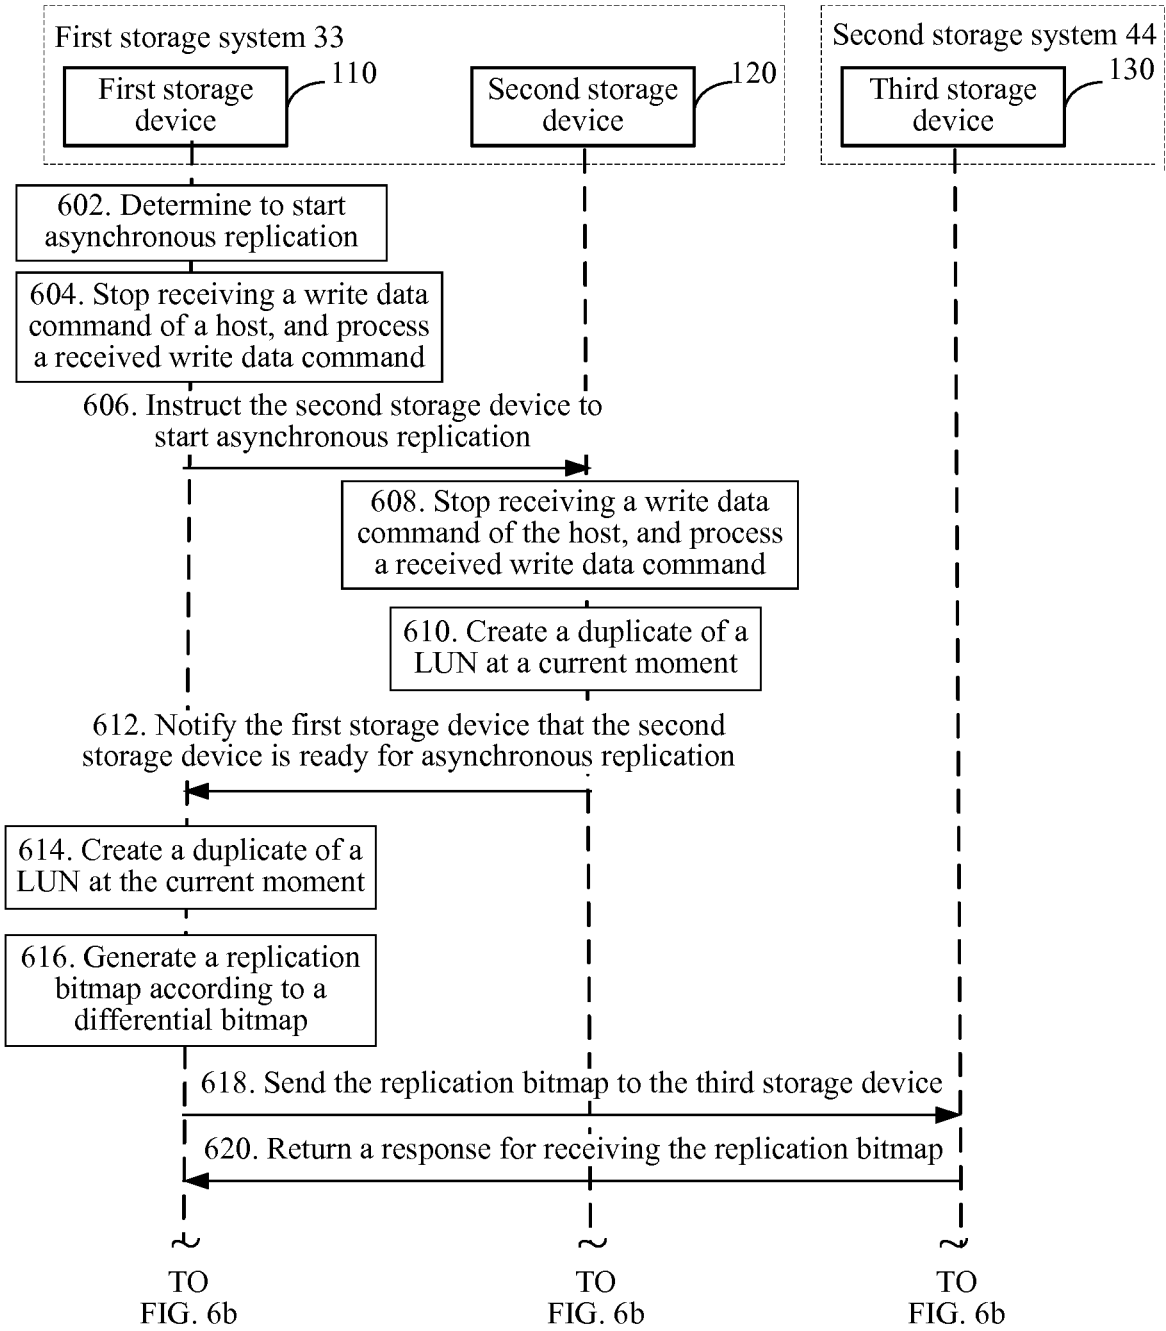 First storage system 33
Second storage system 44
First storage
device
110
Second storage
device
120
Third storage
device
130
602. Determine to start
asynchronous replication
604. Stop receiving a write data
command of a host, and process
a received write data command
606. Instruct the second storage device to
start asynchronous replication
608. Stop receiving a write data
command of the host, and process
a received write data command
610. Create a duplicate of a
LUN at a current moment
612. Notify the first storage device that the second
storage device is ready for asynchronous replication
614. Create a duplicate of a
LUN at the current moment
616. Generate a replication
bitmap according to a
differential bitmap
618. Send the replication bitmap to the third storage device
620. Return a response for receiving the replication bitmap
TO
FIG. 6b
TO
FIG. 6b
TO
FIG. 6b